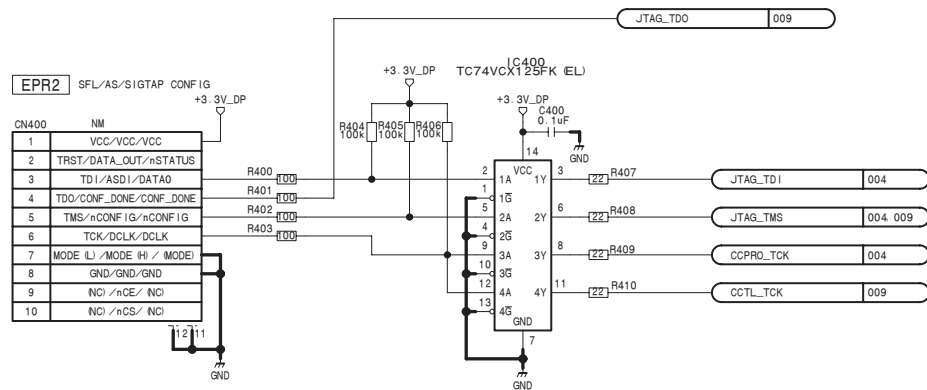 JTAG_TDO 009
EPR2 SFL/AS/SIGTAP CONFIG
+3.3V_DP
CN400 NM
1 VCC/VCC/VCC
2 TRST/DATA_OUT/nSTATUS
3 TDI/ASDI/DATA0
4 TDO/CONF_DONE/CONF_DONE
5 TMS/nCONFIG/nCONFIG
6 TCK/DCLK/DCLK
7 MODE(L)/MODE(H)/(MODE)
8 GND/GND/GND
9 (NC)/nCE/(NC)
10 (NC)/nCS/(NC)
12 11
GND
R400 100
R401 100
R402 100
R403 100
+3.3V_DP
R404 100k
R405 100k
R406 100k
IC400
TC74VCX125FK(EL)
+3.3V_DP
C400
0.1uF
GND
14
VCC
2 1A 1Y 3
1 1G
5 2A 2Y 6
4 2G
9 3A 3Y 8
10 3G
12 4A 4Y 11
13 4G
GND
7
GND
22 R407
22 R408
22 R409
22 R410
JTAG_TDI 004
JTAG_TMS 004.009
CCPRO_TCK 004
CCTL_TCK 009